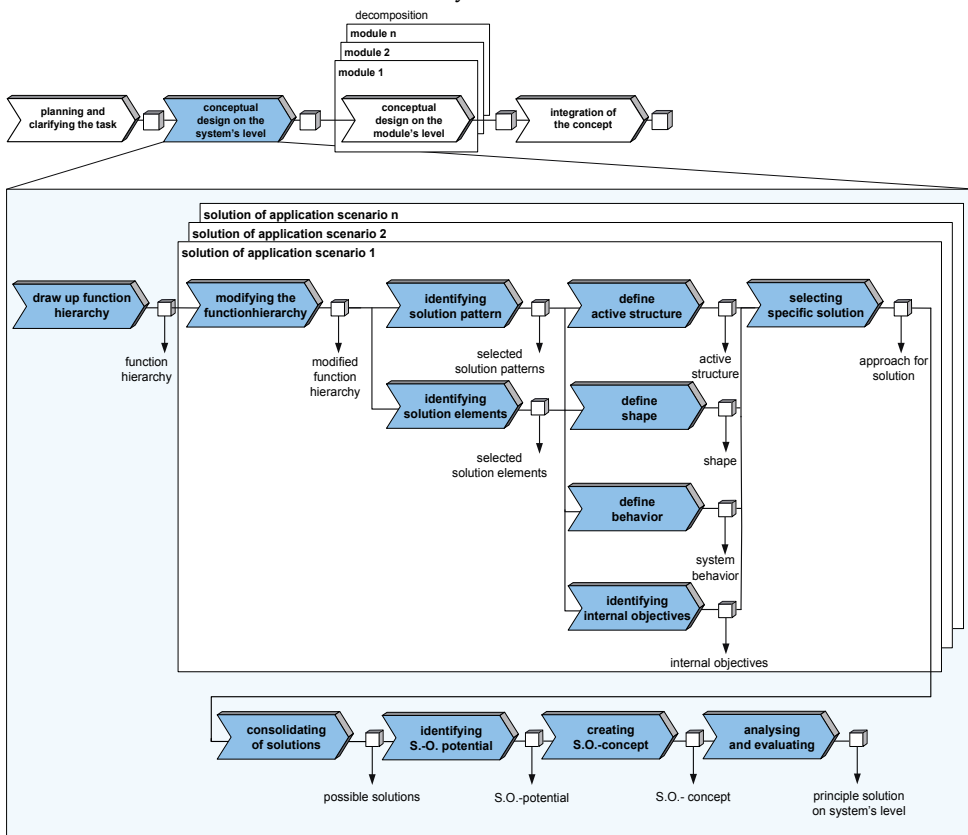 decomposition
module n
module 2
module 1
planning and
clarifying the task
conceptual
design on the
system's level
conceptual
design on the
module's level
integration of
the concept
solution of application scenario n
solution of application scenario 2
solution of application scenario 1
draw up function
hierarchy
modifying the
functionhierarchy
identifying
solution pattern
define
active structure
selecting
specific solution
function
hierarchy
modified
function
hierarchy
selected
solution patterns
active
structure
approach for
solution
identifying
solution elements
define
shape
selected
solution elements
shape
define
behavior
system
behavior
identifying
internal objectives
internal objectives
consolidating
of solutions
identifying
S.-O. potential
creating
S.O.-concept
analysing
and evaluating
possible solutions
S.O.-potential
S.O.- concept
principle solution
on system's level